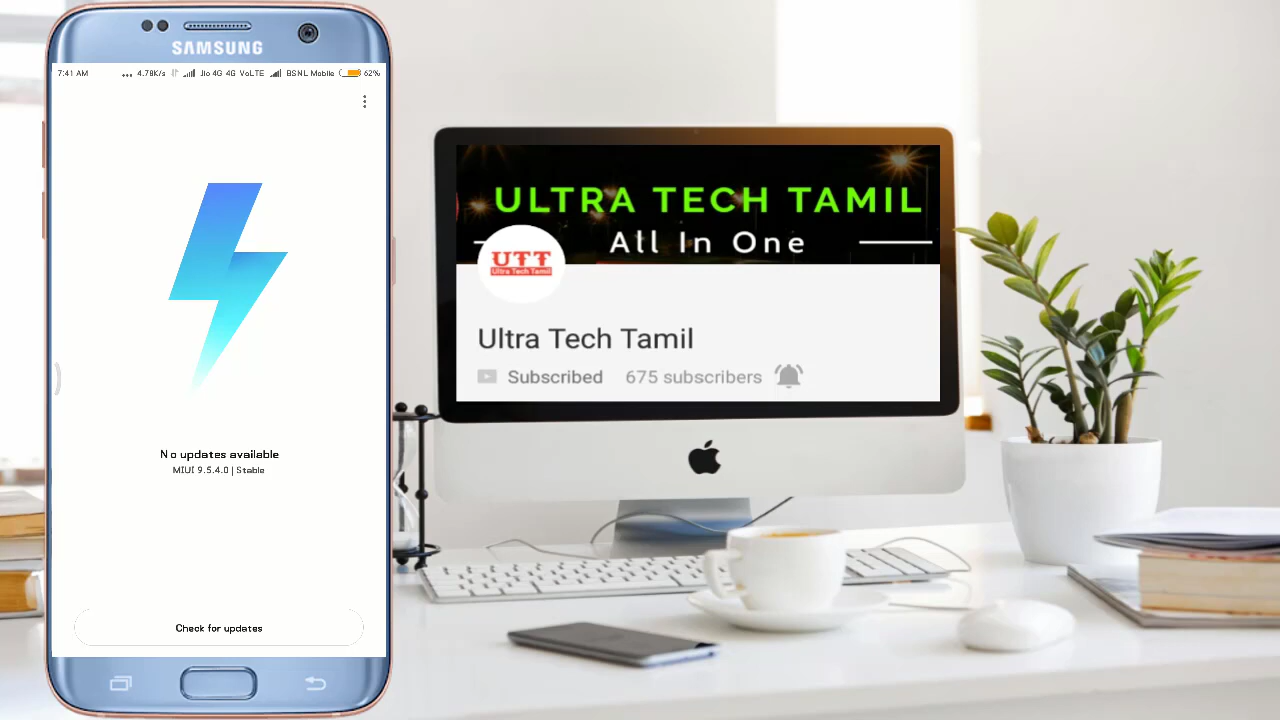 SAMSUNG
7:41 AM ... 4.78K/s Jio 4G 4G VoLTE BSNL Mobile 62%
No updates available
MIUI 9.5.4.0 | Stable
Check for updates
ULTRA TECH TAMIL
All In One
UTT
Ultra Tech Tamil
Ultra Tech Tamil
Subscribed 675 subscribers